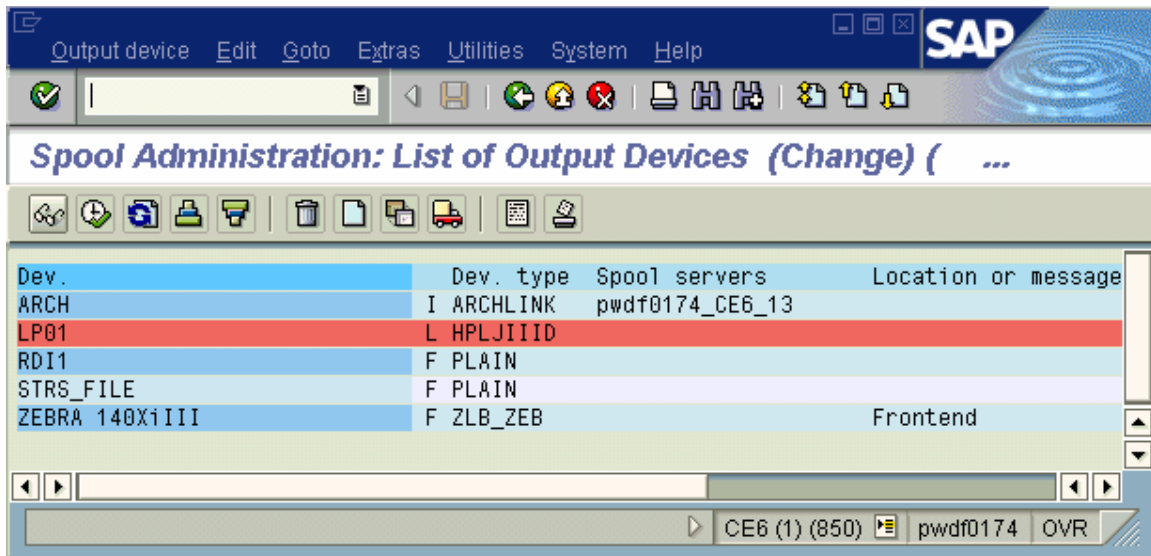 Output device Edit Goto Extras Utilities System Help
SAP
Spool Administration: List of Output Devices (Change) ( ...
Dev. Dev. type Spool servers Location or message
ARCH I ARCHLINK pwdf0174_CE6_13
LP01 L HPLJIIID
RDI1 F PLAIN
STRS_FILE F PLAIN
ZEBRA 140XiIII F ZLB_ZEB Frontend
CE6 (1) (850) pwdf0174 OVR